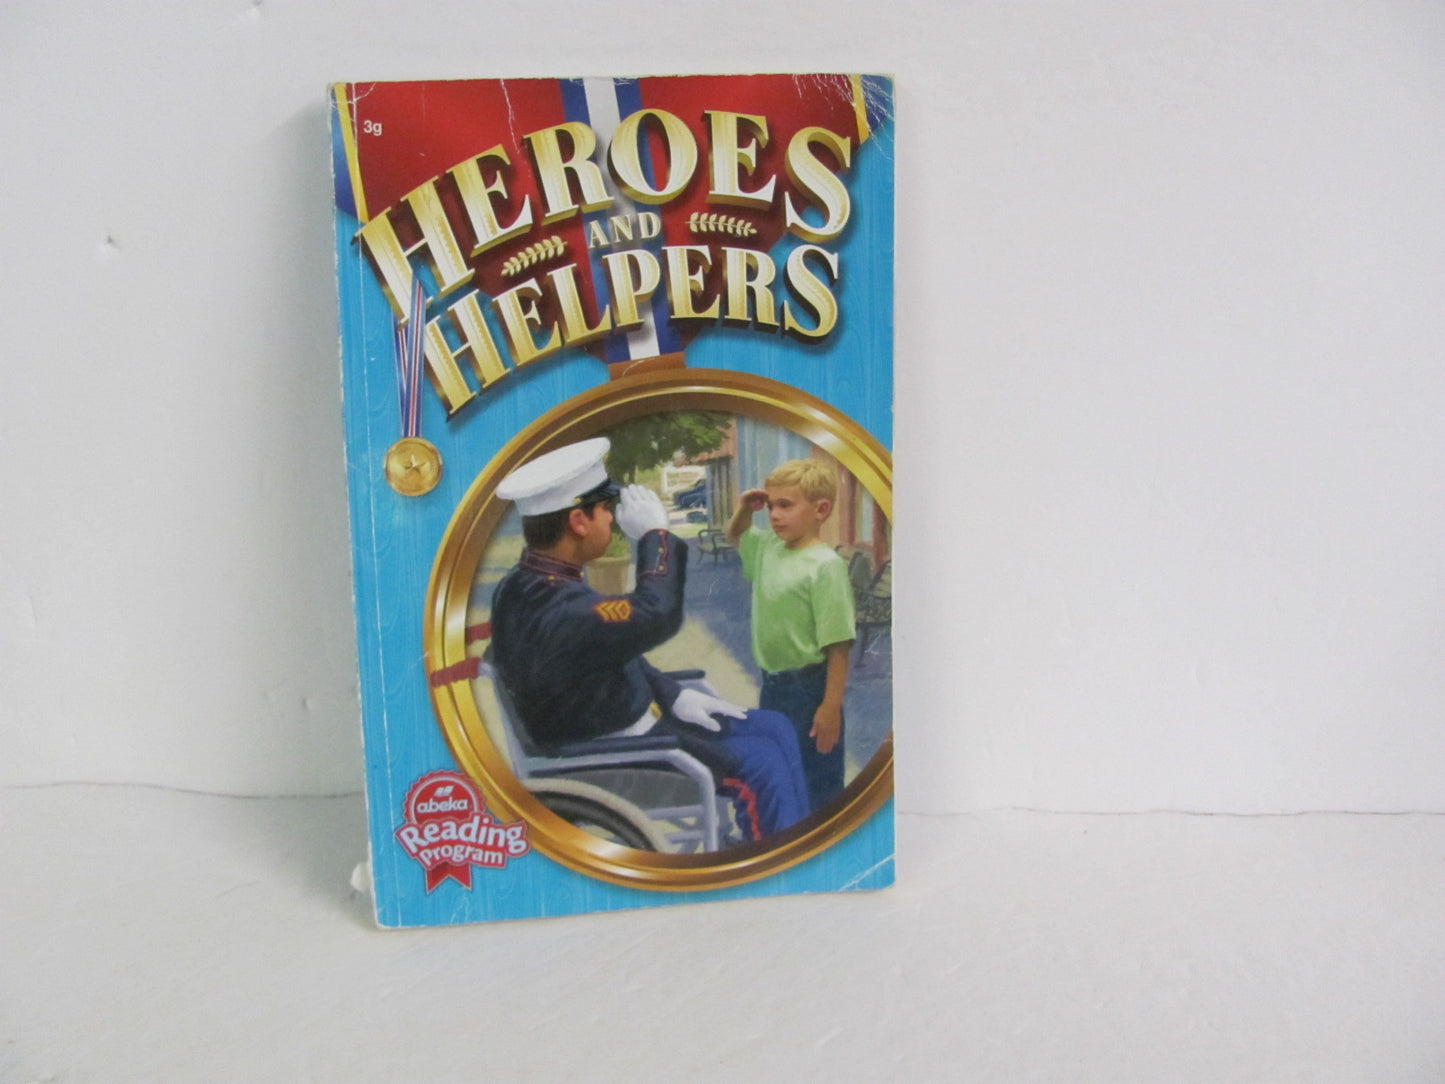 3g
HEROES
AND
HELPERS
abeka
Reading
Program